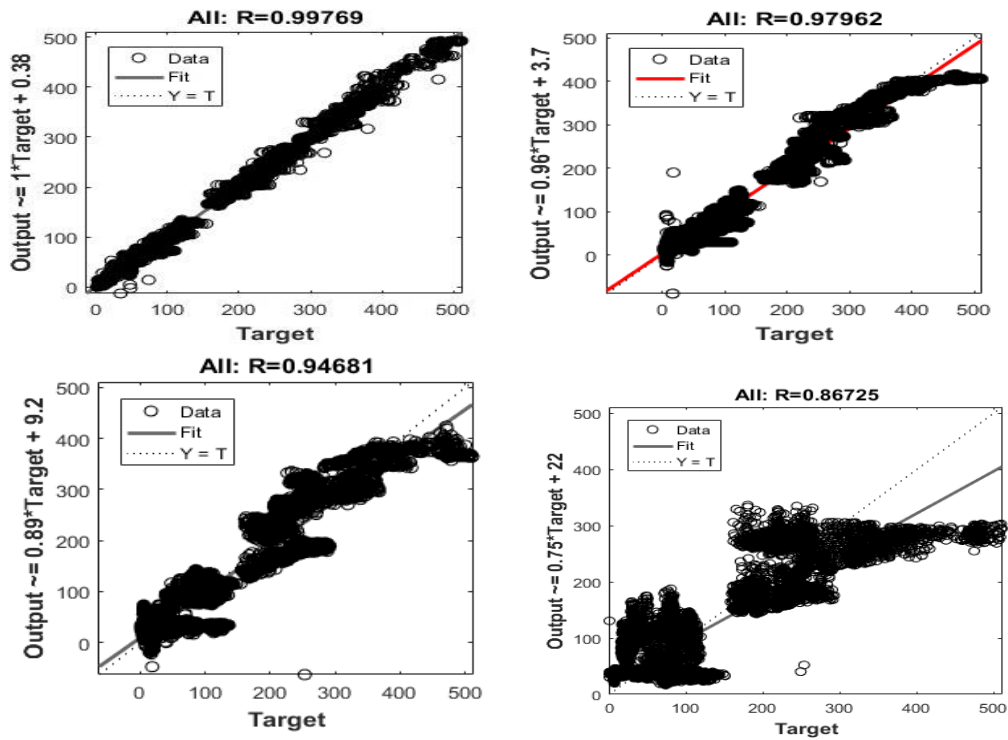 All: R=0.99769
Output ~= 1*Target + 0.38
500
400
300
200
100
0
Data
Fit
Y = T
0 100 200 300 400 500
Target
All: R=0.97962
Output ~= 0.96*Target + 3.7
500
400
300
200
100
0
Data
Fit
Y = T
0 100 200 300 400 500
Target
All: R=0.94681
Output ~= 0.89*Target + 9.2
500
400
300
200
100
0
Data
Fit
Y = T
0 100 200 300 400 500
Target
All: R=0.86725
Output ~= 0.75*Target + 22
500
400
300
200
100
0
Data
Fit
Y = T
0 100 200 300 400 500
Target